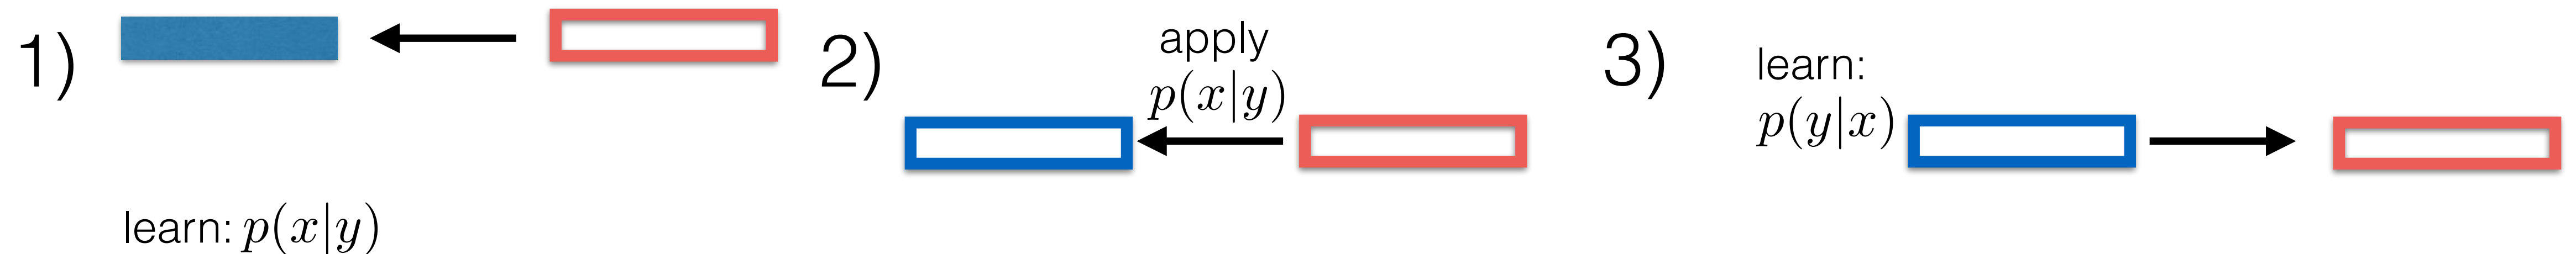 1)
learn: p(x|y)
2)
apply
p(x|y)
3)
learn:
p(y|x)